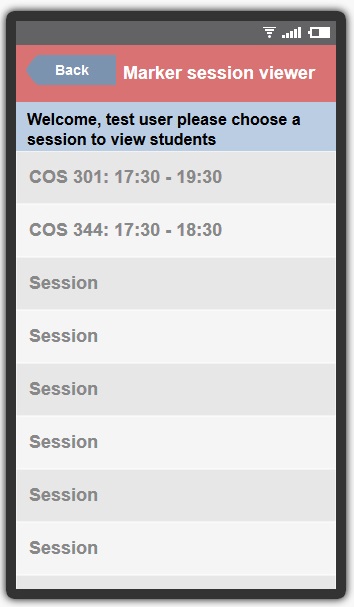 Back
Marker session viewer
Welcome, test user please choose a
session to view students
COS 301: 17:30 - 19:30
COS 344: 17:30 - 18:30
Session
Session
Session
Session
Session
Session